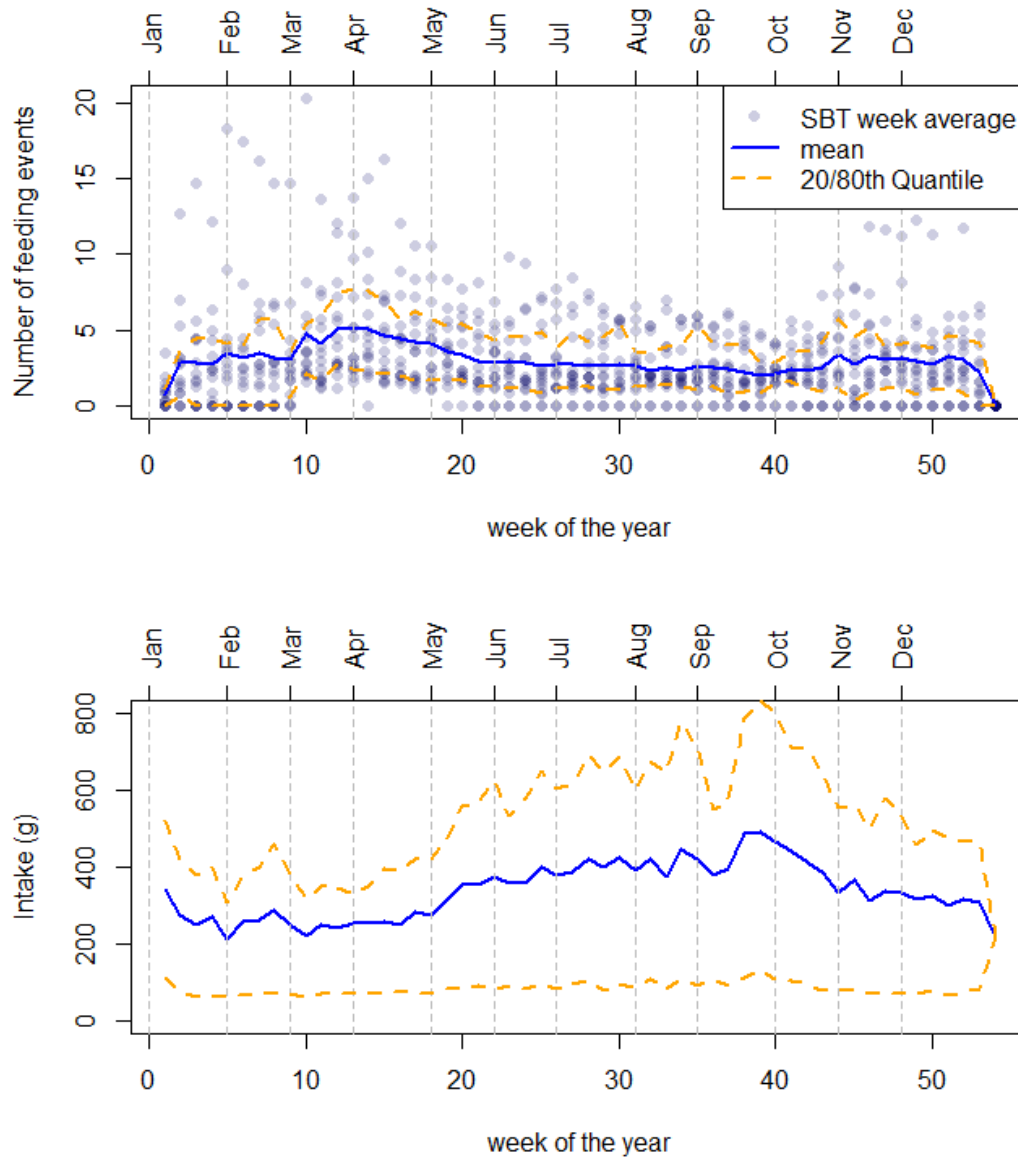 Jan Feb Mar Apr May Jun Jul Aug Sep Oct Nov Dec
Number of feeding events
20
15
10
5
0
SBT week average
mean
20/80th Quantile
0 10 20 30 40 50
week of the year
Jan Feb Mar Apr May Jun Jul Aug Sep Oct Nov Dec
Intake (g)
800
600
400
200
0
0 10 20 30 40 50
week of the year